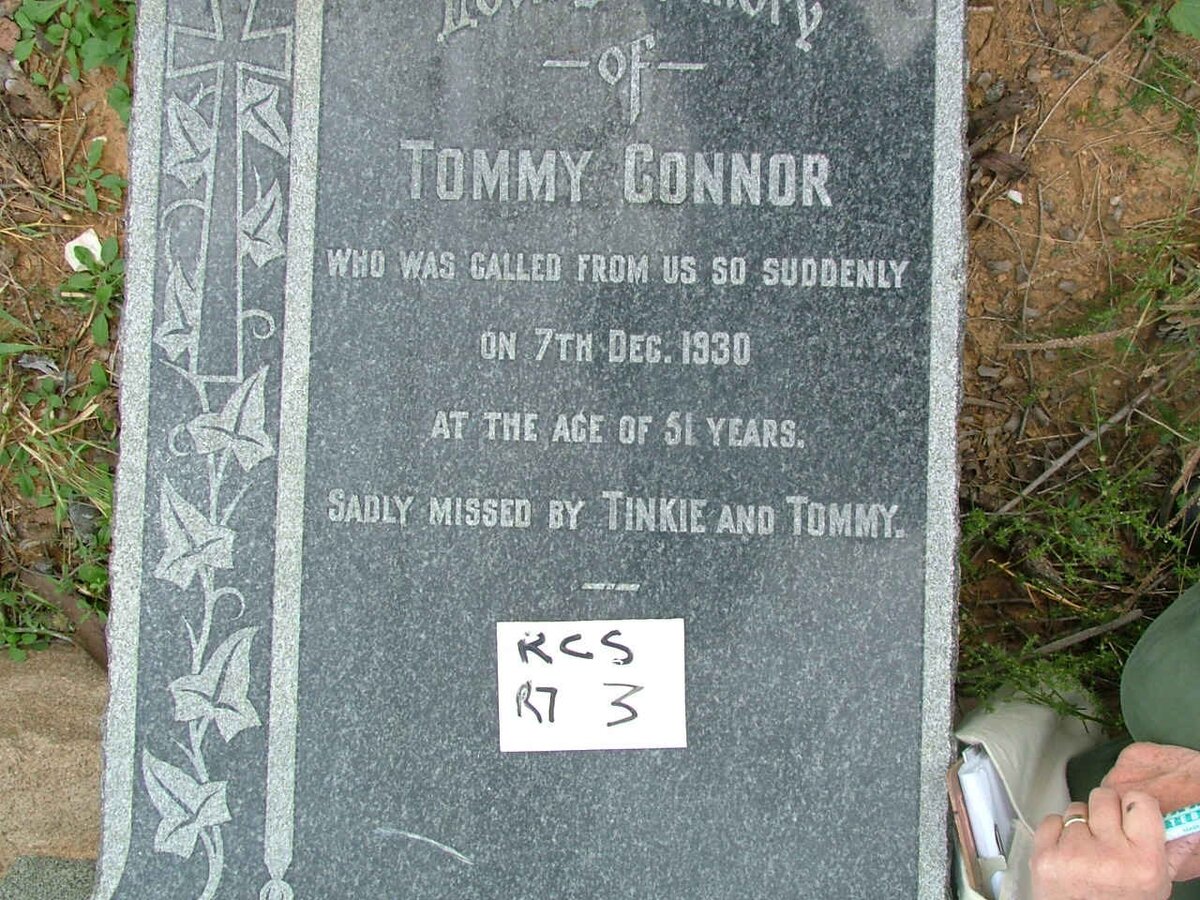 of
TOMMY CONNOR
WHO WAS CALLED FROM US SO SUDDENLY
ON 7TH DEC. 1930
AT THE AGE OF 51 YEARS.
SADLY MISSED BY TINKIE AND TOMMY.
RCS
R7 3